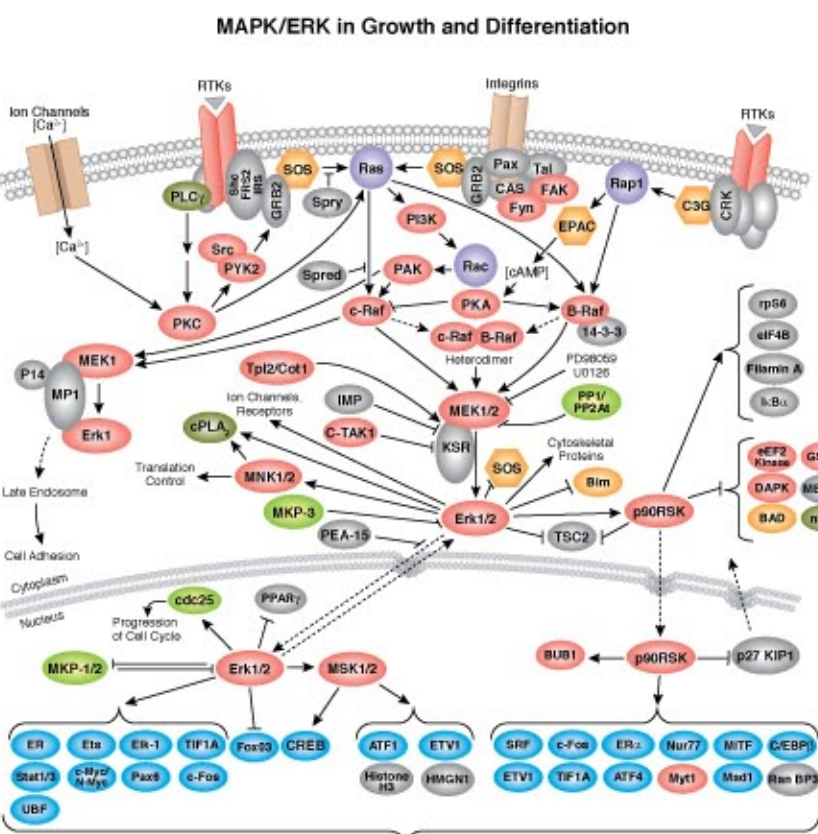 MAPK/ERK in Growth and Differentiation
RTKs
Integrins
RTKs
Ion Channels
[Ca²⁺]
SOS
Ras
SOS
Pax
Tal
PLCγ
Shc
FRS2
IRS
GRB2
Spry
GRB2
CAS
FAK
Fyn
Rap1
C3G
CRK
PI3K
EPAC
Src
PYK2
[Ca²⁺]
Spred
PAK
Rac
[cAMP]
PKC
c-Raf
PKA
B-Raf
14-3-3
c-Raf
B-Raf
Heterodimer
rpS6
eIF4B
Filamin A
IκBα
P14
MEK1
MP1
Erk1
Tpl2/Cot1
PD98059
U0126
Ion Channels,
Receptors
IMP
MEK1/2
PP1/
PP2At
C-TAK1
KSR
cPLA₂
Cytoskeletal
Proteins
SOS
Translation
Control
MNK1/2
Bim
eEF2
Kinase
DAPK
BAD
Late Endosome
MKP-3
Erk1/2
p90RSK
PEA-15
TSC2
Cell Adhesion
Cytoplasm
Nucleus
cdc25
PPARγ
Progression
of Cell Cycle
MKP-1/2
Erk1/2
MSK1/2
BUB1
p90RSK
p27 KIP1
ER
Ets
Elk-1
TIF1A
Fox03
CREB
ATF1
ETV1
SRF
c-Fos
ERα
Nur77
MiTF
C/EBPβ
Stat1/3
c-Myc/
N-Myc
Pax6
c-Fos
Histone
H3
HMGN1
ETV1
TIF1A
ATF4
Myt1
Mad1
Ran BP3
UBF